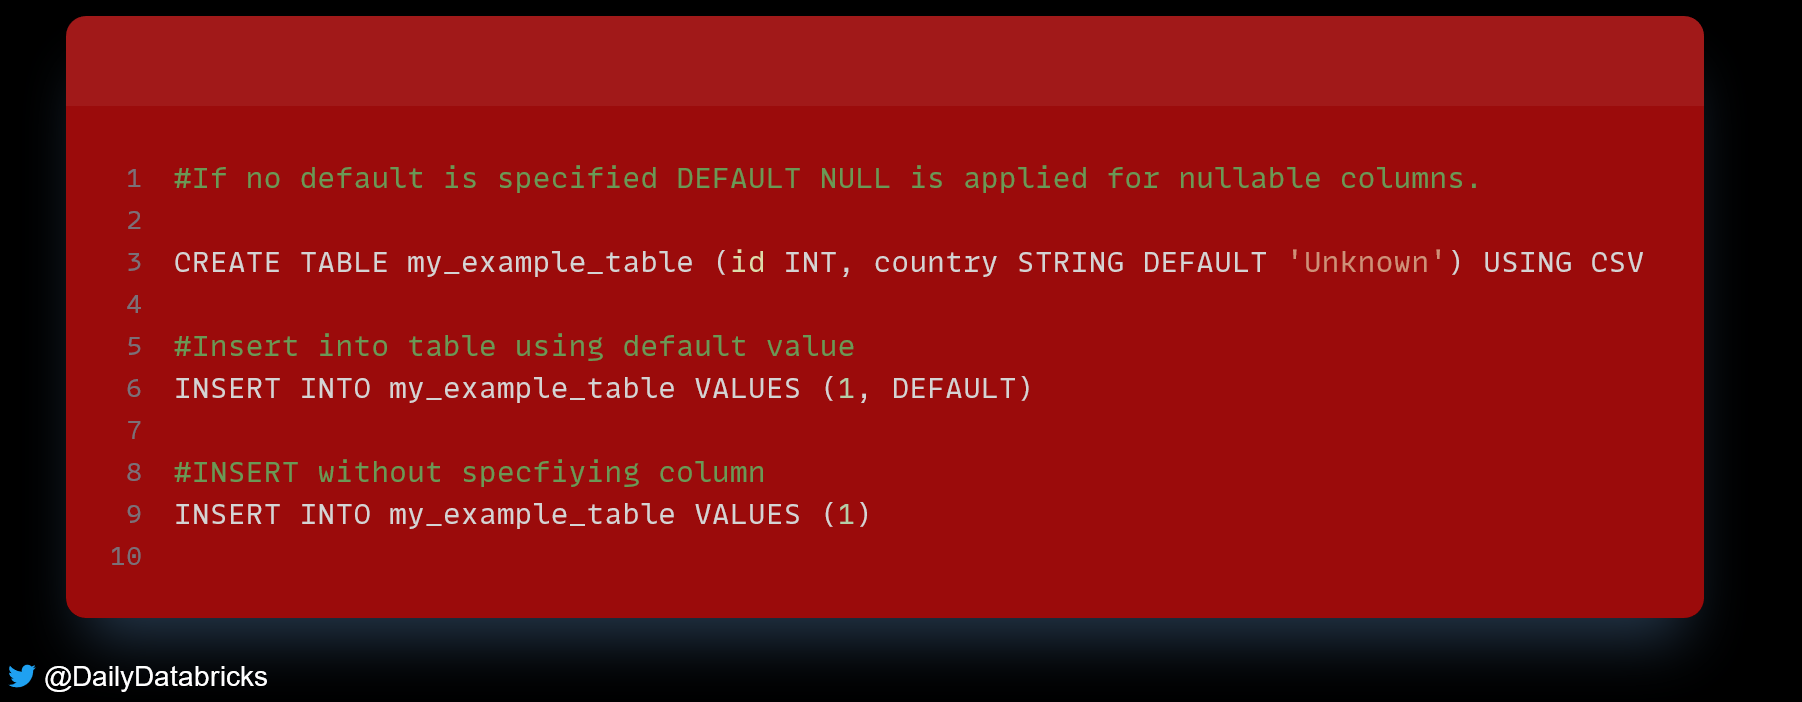 1 #If no default is specified DEFAULT NULL is applied for nullable columns.
2
3 CREATE TABLE my_example_table (id INT, country STRING DEFAULT 'Unknown') USING CSV
4
5 #Insert into table using default value
6 INSERT INTO my_example_table VALUES (1, DEFAULT)
7
8 #INSERT without specfiying column
9 INSERT INTO my_example_table VALUES (1)
10
@DailyDatabricks